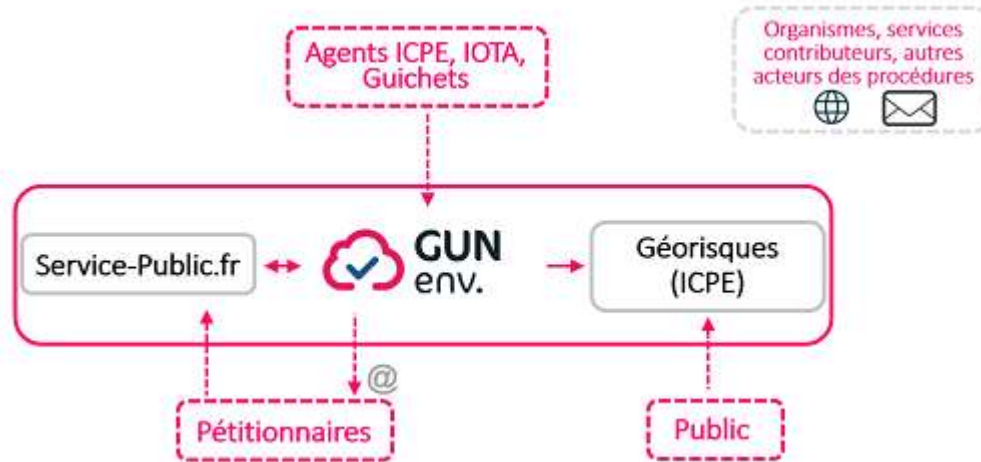 Agents ICPE, IOTA,
Guichets
Organismes, services
contributeurs, autres
acteurs des procédures
Service-Public.fr
GUN
env.
Géorisques
(ICPE)
@
Pétitionnaires
Public